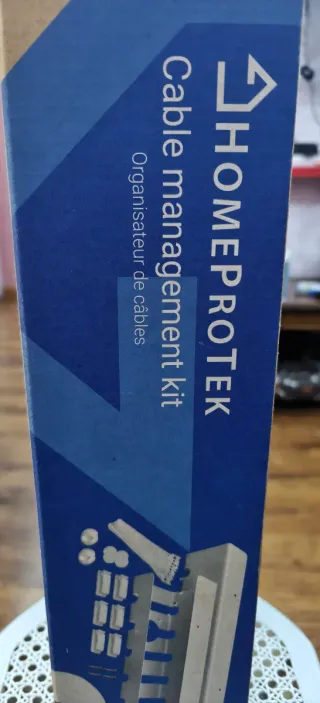 HOMEPROTEK
Cable management kit
Organisateur de câbles